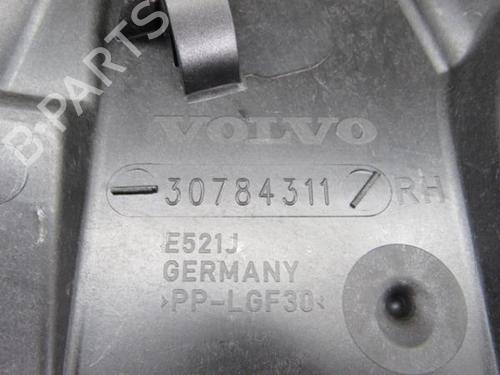 B-PARTS
VOLVO
30784311 RH
E521J
GERMANY
>PP-LGF30<